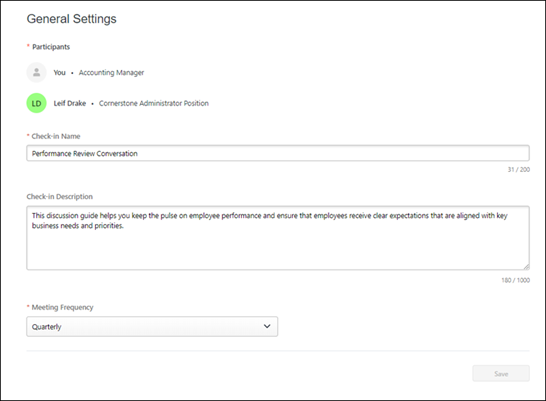 General Settings
* Participants
You • Accounting Manager
LD Leif Drake • Cornerstone Administrator Position
* Check-in Name
Performance Review Conversation
31 / 200
Check-in Description
This discussion guide helps you keep the pulse on employee performance and ensure that employees receive clear expectations that are aligned with key
business needs and priorities.
180 / 1000
* Meeting Frequency
Quarterly
Save